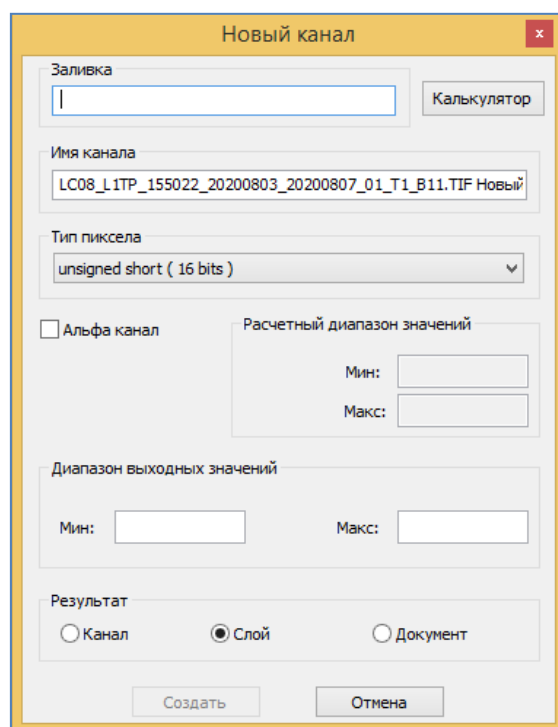 Новый канал
x
Заливка
Калькулятор
Имя канала
LC08_L1TP_155022_20200803_20200807_01_T1_B11.TIF Новый
Тип пиксела
unsigned short ( 16 bits )
Альфа канал
Расчетный диапазон значений
Мин:
Макс:
Диапазон выходных значений
Мин: Макс:
Результат
Канал Слой Документ
Создать Отмена